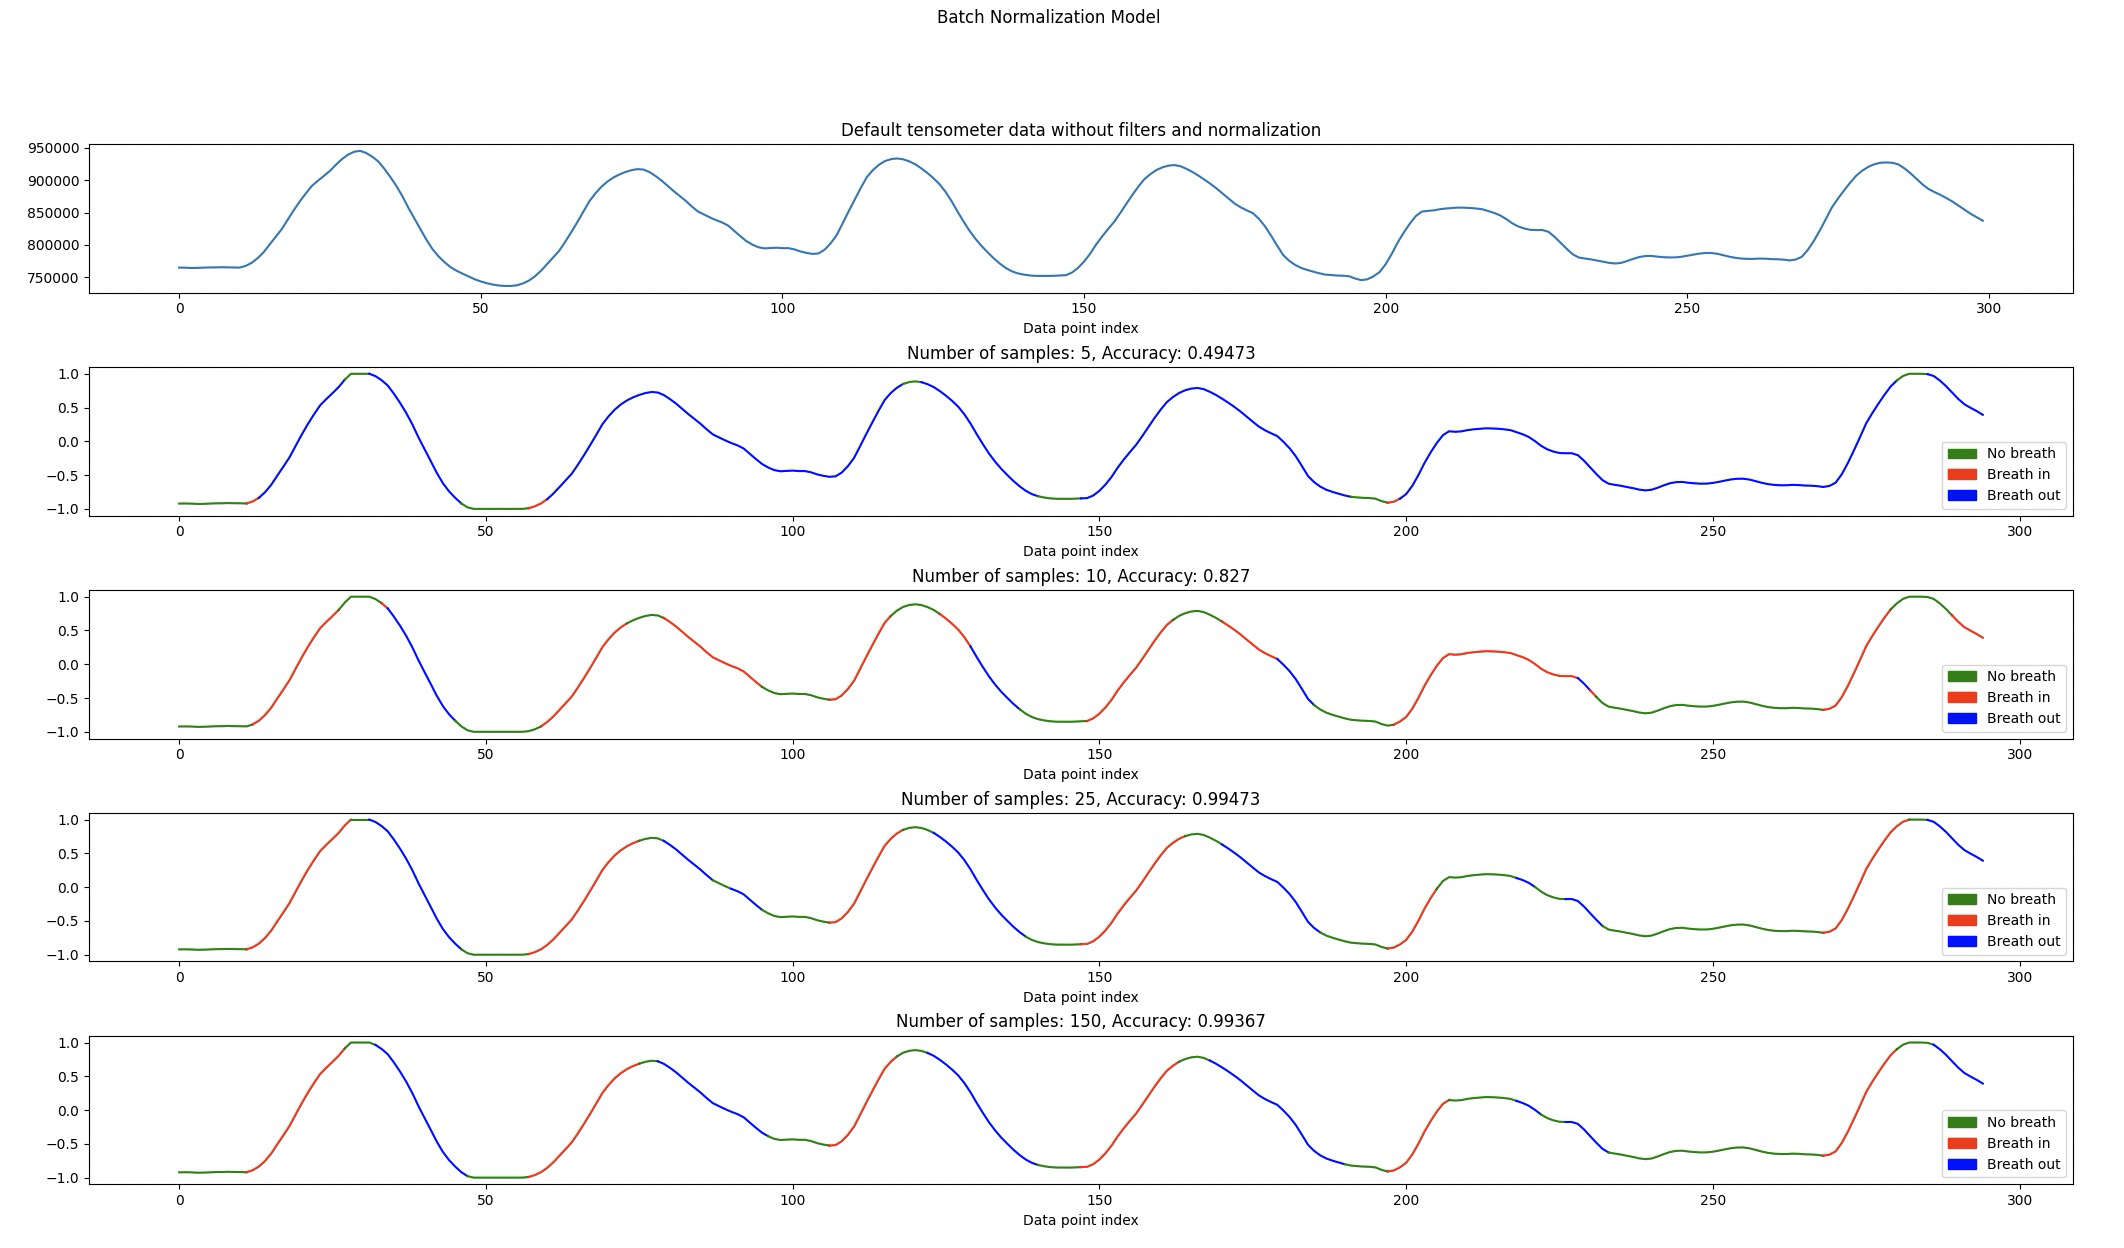 Batch Normalization Model
Default tensometer data without filters and normalization
950000
900000
850000
800000
750000
0 50 100 150 200 250 300
Data point index
Number of samples: 5, Accuracy: 0.49473
1.0
0.5
0.0
−0.5
−1.0
No breath
Breath in
Breath out
0 50 100 150 200 250 300
Data point index
Number of samples: 10, Accuracy: 0.827
1.0
0.5
0.0
−0.5
−1.0
No breath
Breath in
Breath out
0 50 100 150 200 250 300
Data point index
Number of samples: 25, Accuracy: 0.99473
1.0
0.5
0.0
−0.5
−1.0
No breath
Breath in
Breath out
0 50 100 150 200 250 300
Data point index
Number of samples: 150, Accuracy: 0.99367
1.0
0.5
0.0
−0.5
−1.0
No breath
Breath in
Breath out
0 50 100 150 200 250 300
Data point index